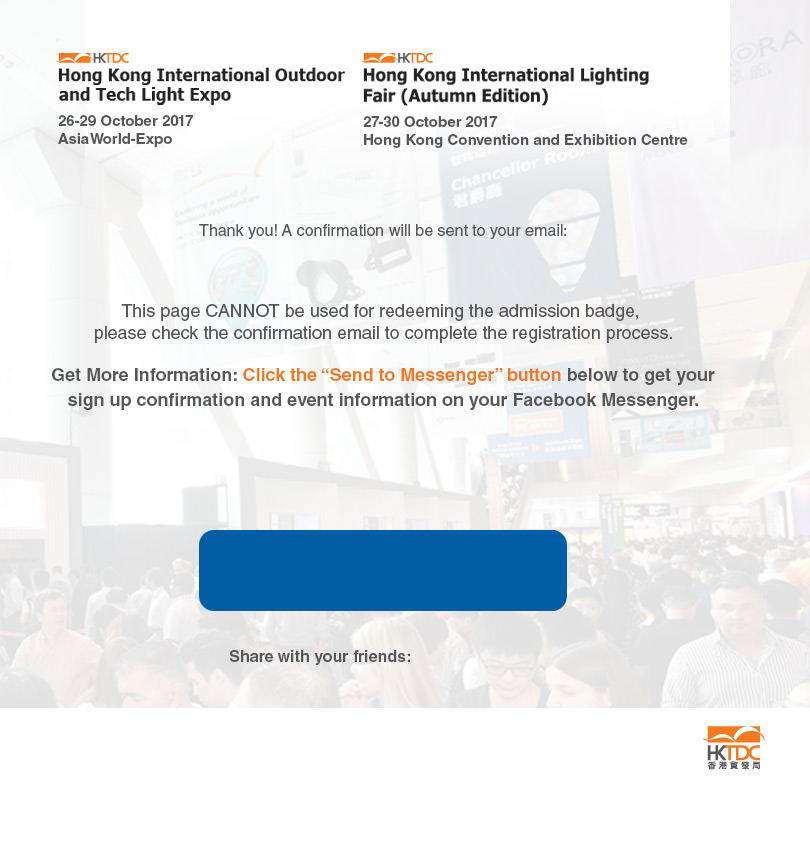 HKTDC
Hong Kong International Outdoor
and Tech Light Expo
26-29 October 2017
AsiaWorld-Expo
HKTDC
Hong Kong International Lighting
Fair (Autumn Edition)
27-30 October 2017
Hong Kong Convention and Exhibition Centre
Chancellor Room
君爵廳
Thank you! A confirmation will be sent to your email:
This page CANNOT be used for redeeming the admission badge,
please check the confirmation email to complete the registration process.
Get More Information: Click the “Send to Messenger” button below to get your
sign up confirmation and event information on your Facebook Messenger.
Share with your friends:
HKTDC
香港貿發局